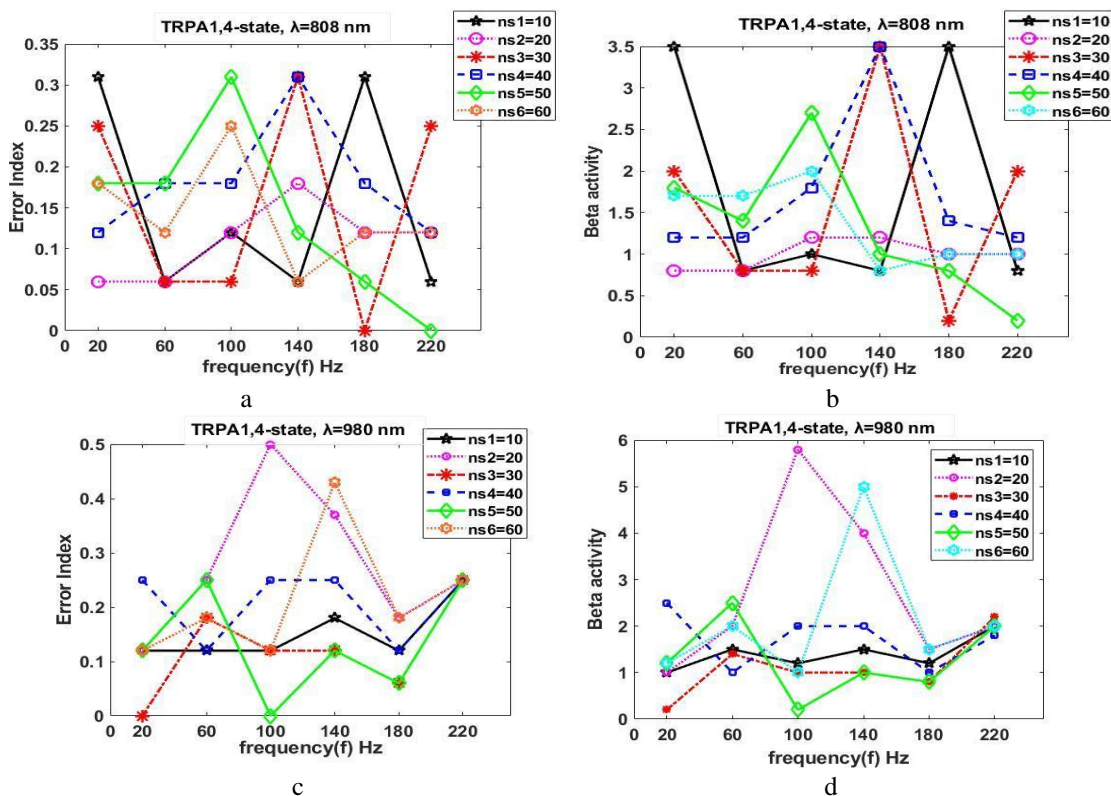 TRPA1,4-state, λ=808 nm
ns1=10
ns2=20
ns3=30
ns4=40
ns5=50
ns6=60
0.35
0.3
0.25
0.2
0.15
0.1
0.05
0
Error Index
0 20 60 100 140 180 220
frequency(f) Hz
a
TRPA1,4-state, λ=808 nm
ns1=10
ns2=20
ns3=30
ns4=40
ns5=50
ns6=60
3.5
3
2.5
2
1.5
1
0.5
0
Beta activity
0 20 60 100 140 180 220
frequency(f) Hz
b
TRPA1,4-state, λ=980 nm
ns1=10
ns2=20
ns3=30
ns4=40
ns5=50
ns6=60
0.5
0.4
0.3
0.2
0.1
0
Error Index
0 20 60 100 140 180 220
frequency(f) Hz
c
TRPA1,4-state, λ=980 nm
ns1=10
ns2=20
ns3=30
ns4=40
ns5=50
ns6=60
6
5
4
3
2
1
0
Beta activity
0 20 60 100 140 180 220
frequency(f) Hz
d